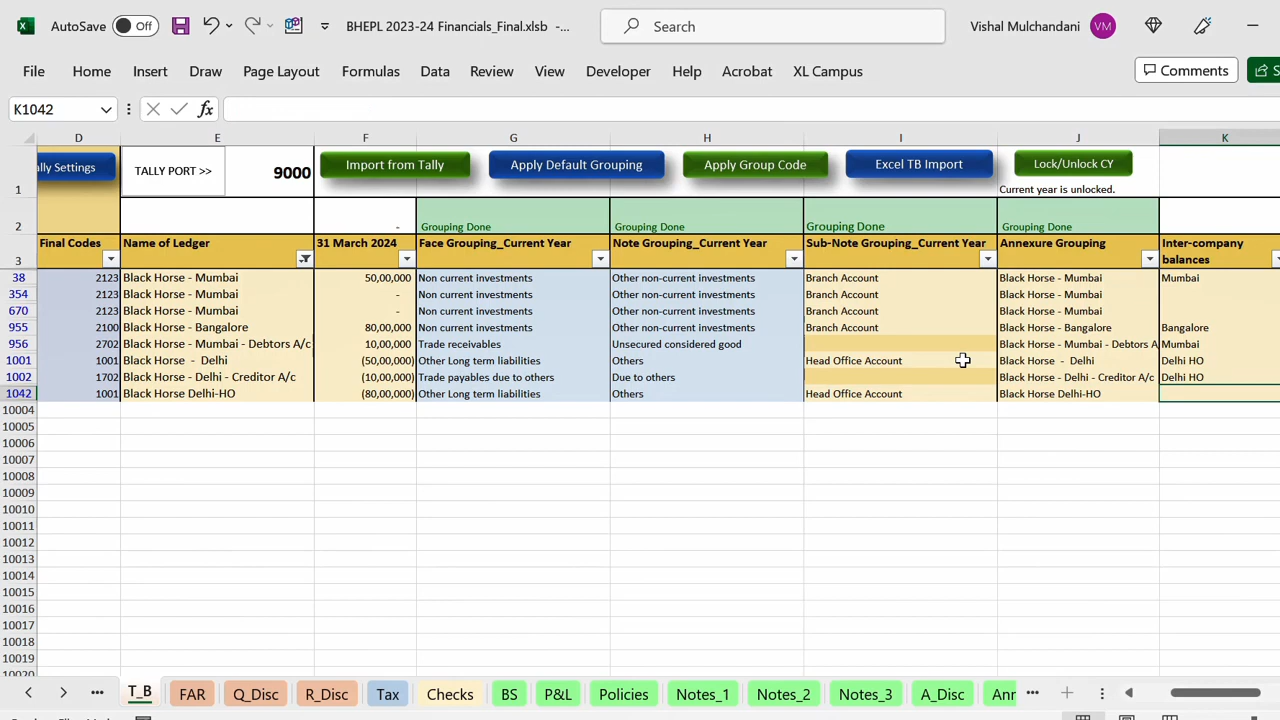 AutoSave Off BHEPL 2023-24 Financials_Final.xlsb -... Search Vishal Mulchandani VM
File Home Insert Draw Page Layout Formulas Data Review View Developer Help Acrobat XL Campus Comments S
K1042 fx
D E F G H I J K
1 ally Settings TALLY PORT >> 9000 Import from Tally Apply Default Grouping Apply Group Code Excel TB Import Lock/Unlock CY
Current year is unlocked.
2 - Grouping Done Grouping Done Grouping Done Grouping Done
3 Final Codes Name of Ledger 31 March 2024 Face Grouping_Current Year Note Grouping_Current Year Sub-Note Grouping_Current Year Annexure Grouping Inter-company balances
38 2123 Black Horse - Mumbai 50,00,000 Non current investments Other non-current investments Branch Account Black Horse - Mumbai Mumbai
354 2123 Black Horse - Mumbai - Non current investments Other non-current investments Branch Account Black Horse - Mumbai
670 2123 Black Horse - Mumbai - Non current investments Other non-current investments Branch Account Black Horse - Mumbai
955 2100 Black Horse - Bangalore 80,00,000 Non current investments Other non-current investments Branch Account Black Horse - Bangalore Bangalore
956 2702 Black Horse - Mumbai - Debtors A/c 10,00,000 Trade receivables Unsecured considered good Black Horse - Mumbai - Debtors A Mumbai
1001 1001 Black Horse - Delhi (50,00,000) Other Long term liabilities Others Head Office Account Black Horse - Delhi Delhi HO
1002 1702 Black Horse - Delhi - Creditor A/c (10,00,000) Trade payables due to others Due to others Black Horse - Delhi - Creditor A/c Delhi HO
1042 1001 Black Horse Delhi-HO (80,00,000) Other Long term liabilities Others Head Office Account Black Horse Delhi-HO
10004
10005
10006
10007
10008
10009
10010
10011
10012
10013
10014
10015
10016
10017
10018
10019
T_B FAR Q_Disc R_Disc Tax Checks BS P&L Policies Notes_1 Notes_2 Notes_3 A_Disc Anr